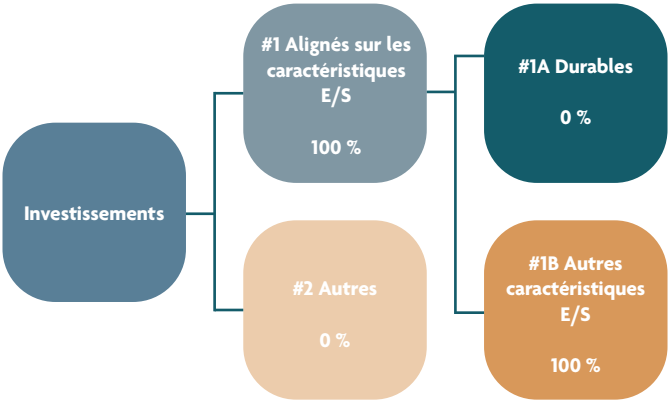 Investissements
#1 Alignés sur les
caractéristiques
E/S
100 %
#2 Autres
0 %
#1A Durables
0 %
#1B Autres
caractéristiques
E/S
100 %